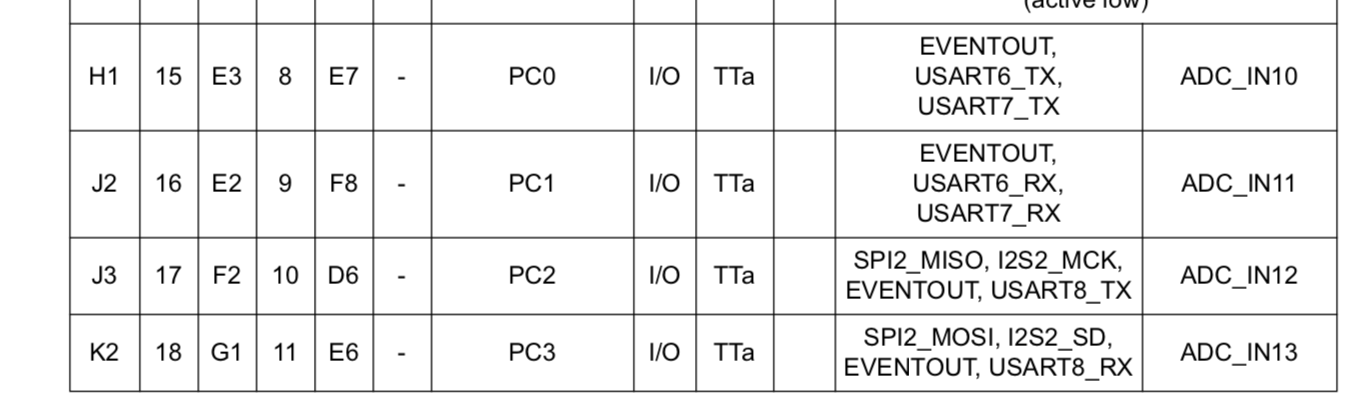 (active low)
H1 15 E3 8 E7 - PC0 I/O TTa EVENTOUT, USART6_TX, USART7_TX ADC_IN10
J2 16 E2 9 F8 - PC1 I/O TTa EVENTOUT, USART6_RX, USART7_RX ADC_IN11
J3 17 F2 10 D6 - PC2 I/O TTa SPI2_MISO, I2S2_MCK, EVENTOUT, USART8_TX ADC_IN12
K2 18 G1 11 E6 - PC3 I/O TTa SPI2_MOSI, I2S2_SD, EVENTOUT, USART8_RX ADC_IN13